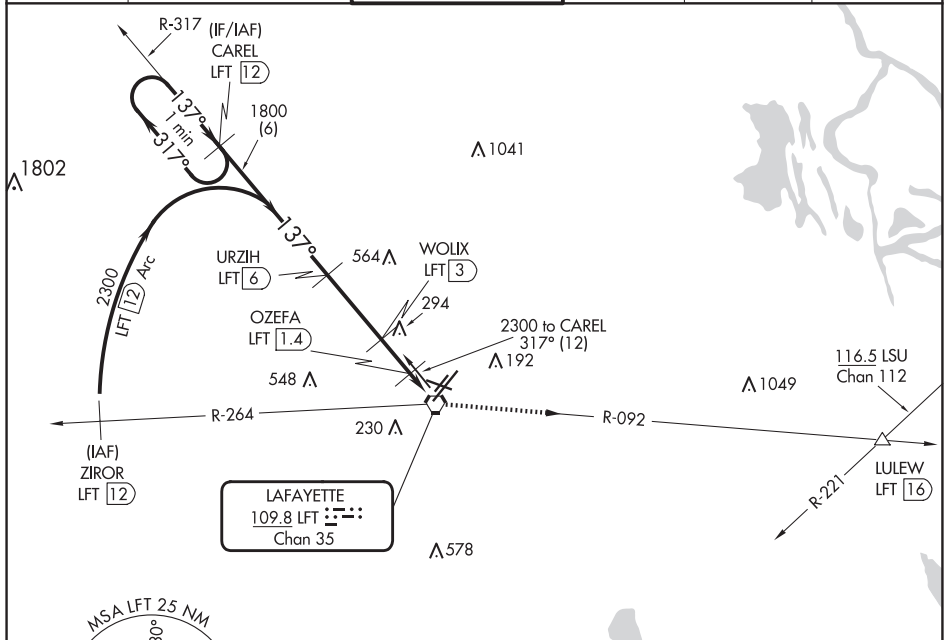 R-317
(IF/IAF)
CAREL
LFT 12
137°
1 min
317°
1800
(6)
1041
1802
137°
2300
LFT 12 Arc
URZIH
LFT 6
564
WOLIX
LFT 3
294
OZEFA
LFT 1.4
2300 to CAREL
317° (12)
192
116.5 LSU
Chan 112
548
1049
R-264
230
R-092
(IAF)
ZIROR
LFT 12
LULEW
LFT 16
R-221
LAFAYETTE
109.8 LFT
Chan 35
578
MSA LFT 25 NM